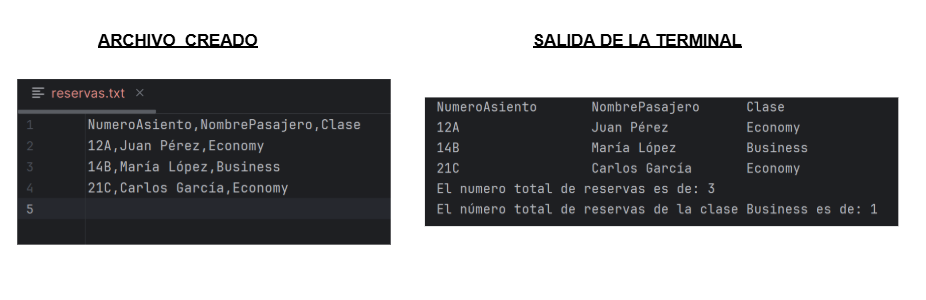 ARCHIVO CREADO
SALIDA DE LA TERMINAL
reservas.txt ×
1 NumeroAsiento,NombrePasajero,Clase
2 12A,Juan Pérez,Economy
3 14B,María López,Business
4 21C,Carlos García,Economy
5
NumeroAsiento NombrePasajero Clase
12A Juan Pérez Economy
14B María López Business
21C Carlos García Economy
El numero total de reservas es de: 3
El número total de reservas de la clase Business es de: 1